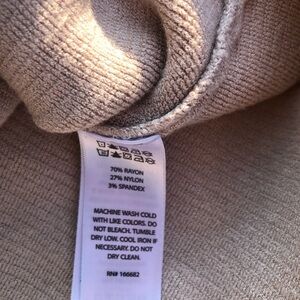 70% RAYON
27% NYLON
3% SPANDEX
MACHINE WASH COLD
WITH LIKE COLORS. DO
NOT BLEACH. TUMBLE
DRY LOW. COOL IRON IF
NECESSARY. DO NOT
DRY CLEAN.
RN# 166682